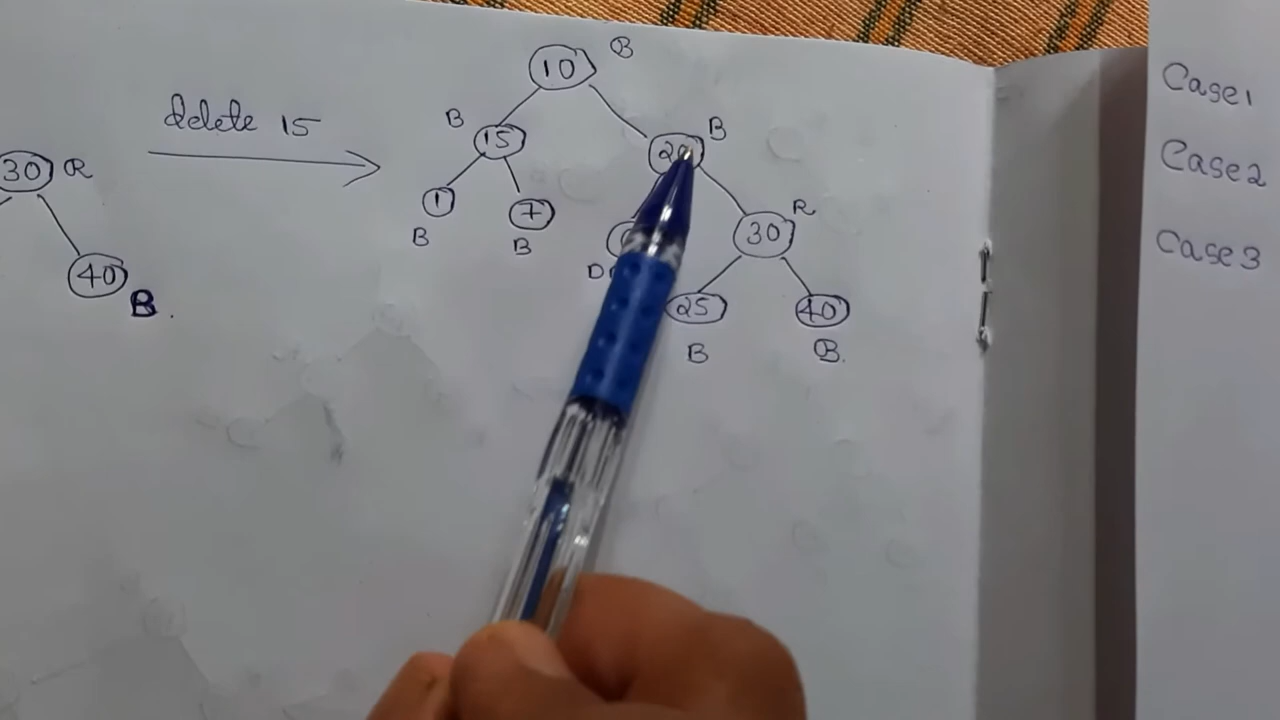 delete 15
30 R
40 B.
10 B
B 15
20 B
1 B
7 B
30 R
25 B
40 B.
Case1
Case2
Case3